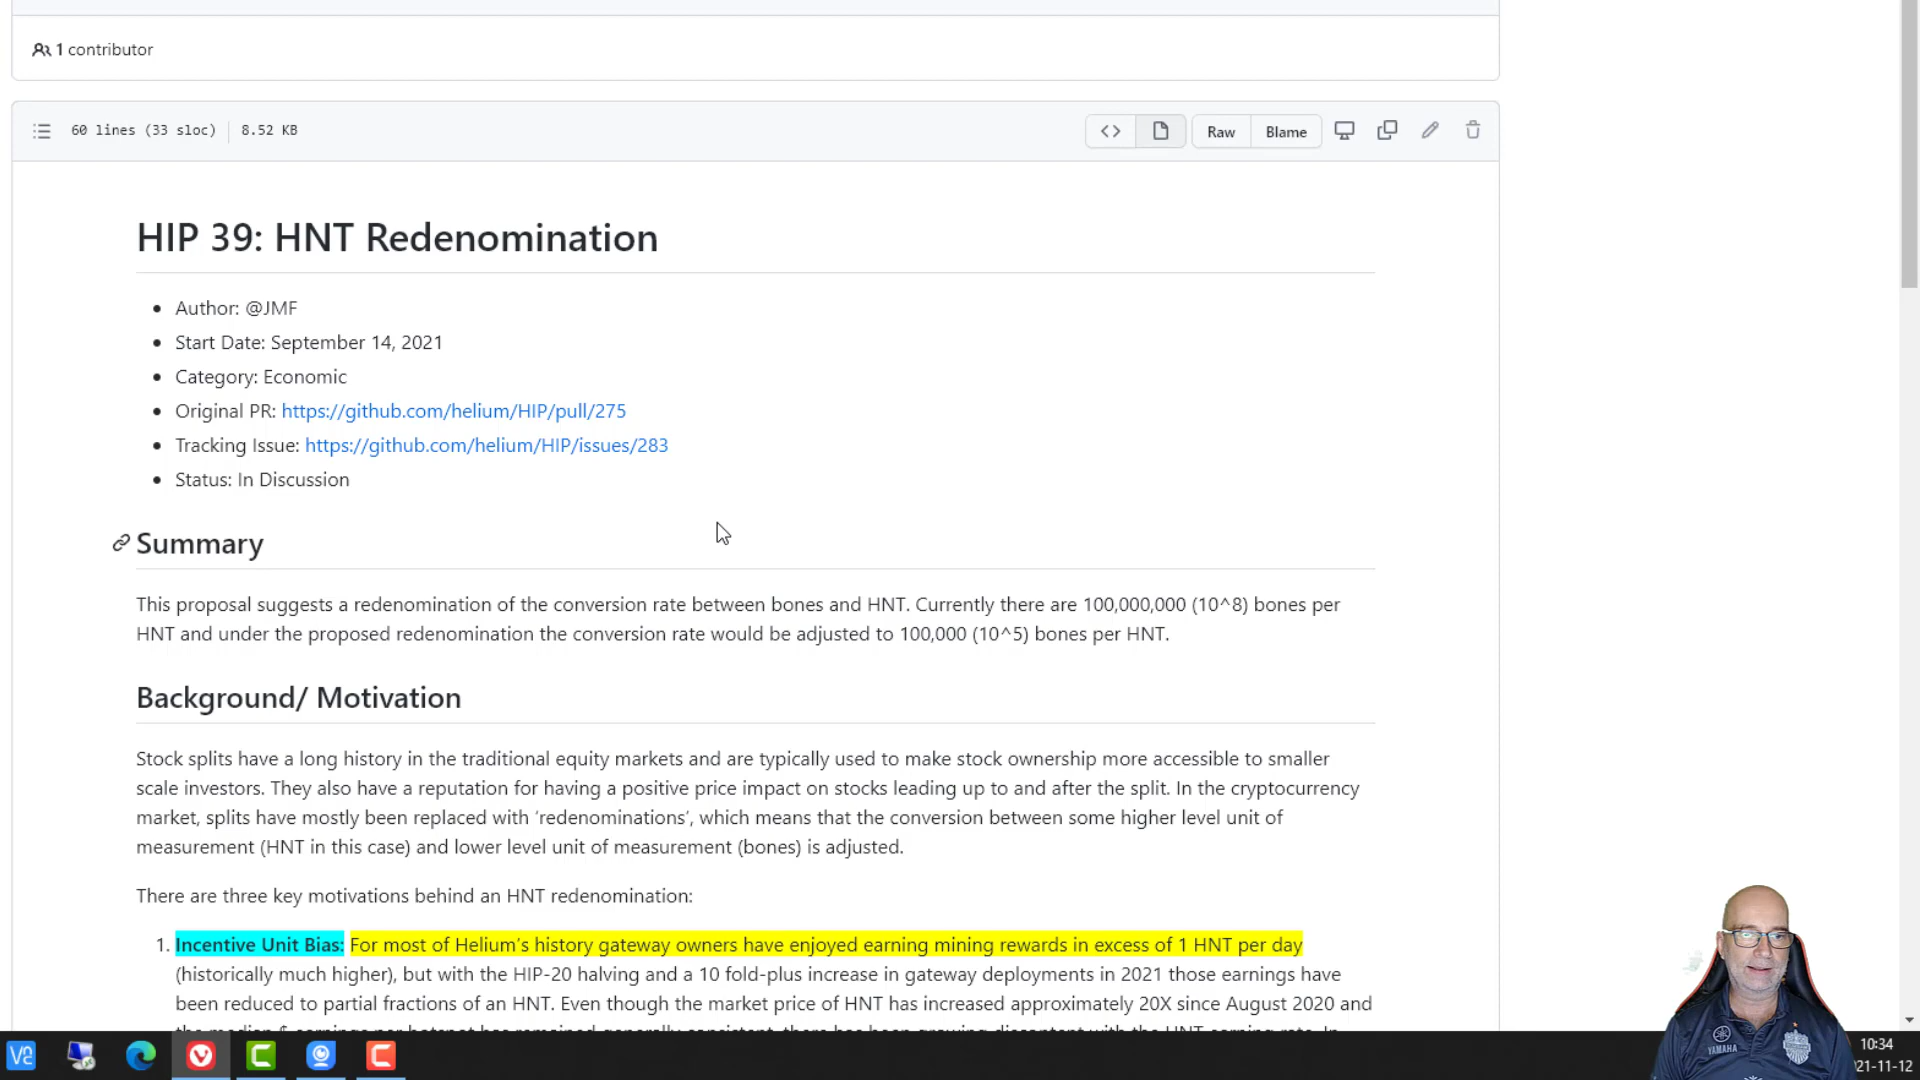 1 contributor
60 lines (33 sloc) 8.52 KB
Raw Blame
HIP 39: HNT Redenomination
Author: @JMF
Start Date: September 14, 2021
Category: Economic
Original PR: https://github.com/helium/HIP/pull/275
Tracking Issue: https://github.com/helium/HIP/issues/283
Status: In Discussion
Summary
This proposal suggests a redenomination of the conversion rate between bones and HNT. Currently there are 100,000,000 (10^8) bones per
HNT and under the proposed redenomination the conversion rate would be adjusted to 100,000 (10^5) bones per HNT.
Background/ Motivation
Stock splits have a long history in the traditional equity markets and are typically used to make stock ownership more accessible to smaller
scale investors. They also have a reputation for having a positive price impact on stocks leading up to and after the split. In the cryptocurrency
market, splits have mostly been replaced with ‘redenominations’, which means that the conversion between some higher level unit of
measurement (HNT in this case) and lower level unit of measurement (bones) is adjusted.
There are three key motivations behind an HNT redenomination:
1. Incentive Unit Bias: For most of Helium’s history gateway owners have enjoyed earning mining rewards in excess of 1 HNT per day
(historically much higher), but with the HIP-20 halving and a 10 fold-plus increase in gateway deployments in 2021 those earnings have
been reduced to partial fractions of an HNT. Even though the market price of HNT has increased approximately 20X since August 2020 and
YAMAHA
10:34
21-11-12